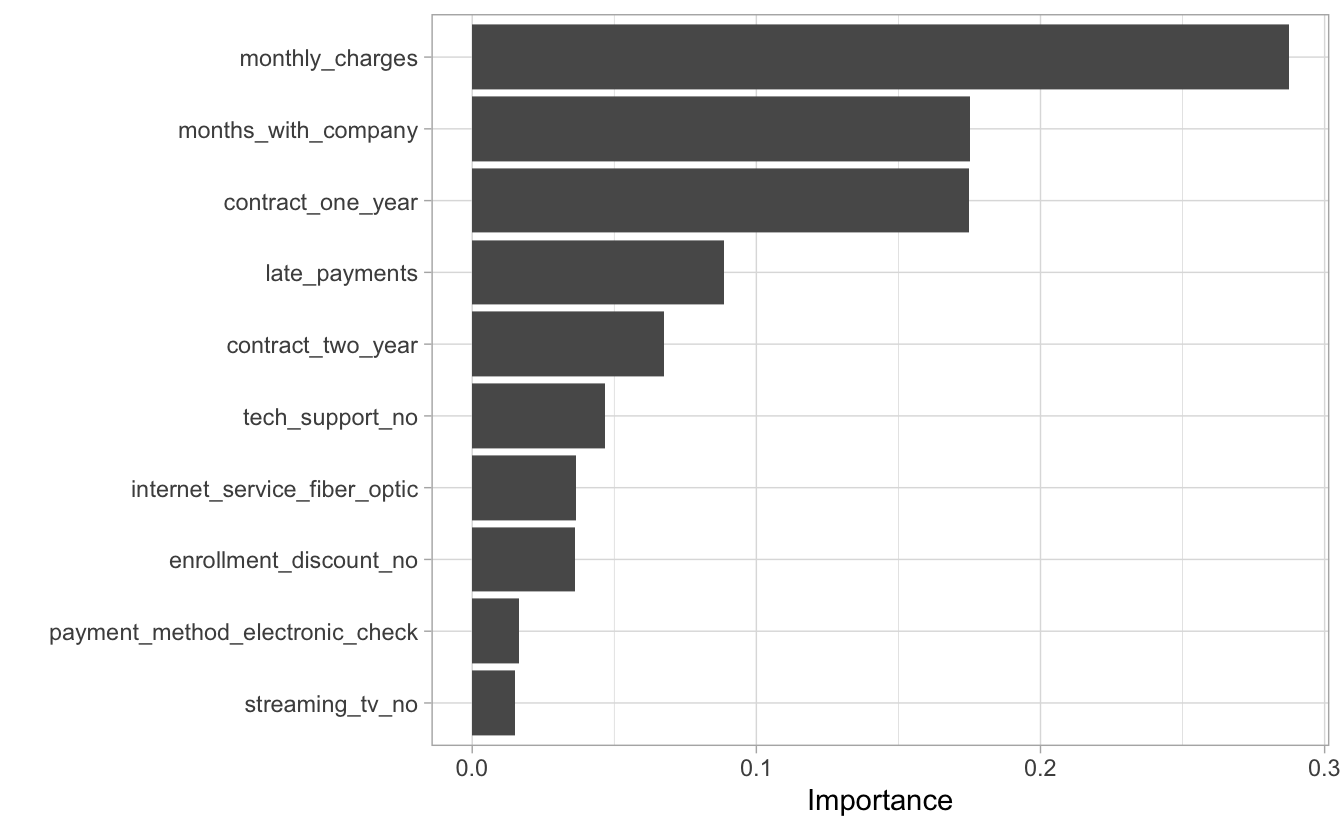 monthly_charges
months_with_company
contract_one_year
late_payments
contract_two_year
tech_support_no
internet_service_fiber_optic
enrollment_discount_no
payment_method_electronic_check
streaming_tv_no
0.0 0.1 0.2 0.3
Importance